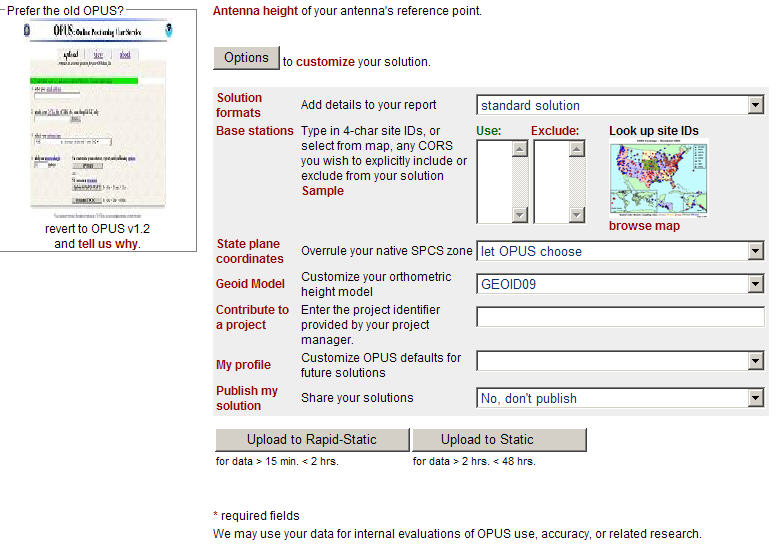 Prefer the old OPUS?
OPUS: Online Positioning User Service
upload
view
about
revert to OPUS v1.2
and tell us why.
Antenna height of your antenna's reference point.
Options to customize your solution.
Solution formats
Add details to your report
standard solution
Base stations
Type in 4-char site IDs, or
select from map, any CORS
you wish to explicitly include or
exclude from your solution
Sample
Use:
Exclude:
Look up site IDs
browse map
State plane
coordinates
Overrule your native SPCS zone
let OPUS choose
Geoid Model
Customize your orthometric
height model
GEOID09
Contribute to
a project
Enter the project identifier
provided by your project
manager.
My profile
Customize OPUS defaults for
future solutions
Publish my
solution
Share your solutions
No, don't publish
Upload to Rapid-Static
Upload to Static
for data > 15 min. < 2 hrs.
for data > 2 hrs. < 48 hrs.
* required fields
We may use your data for internal evaluations of OPUS use, accuracy, or related research.